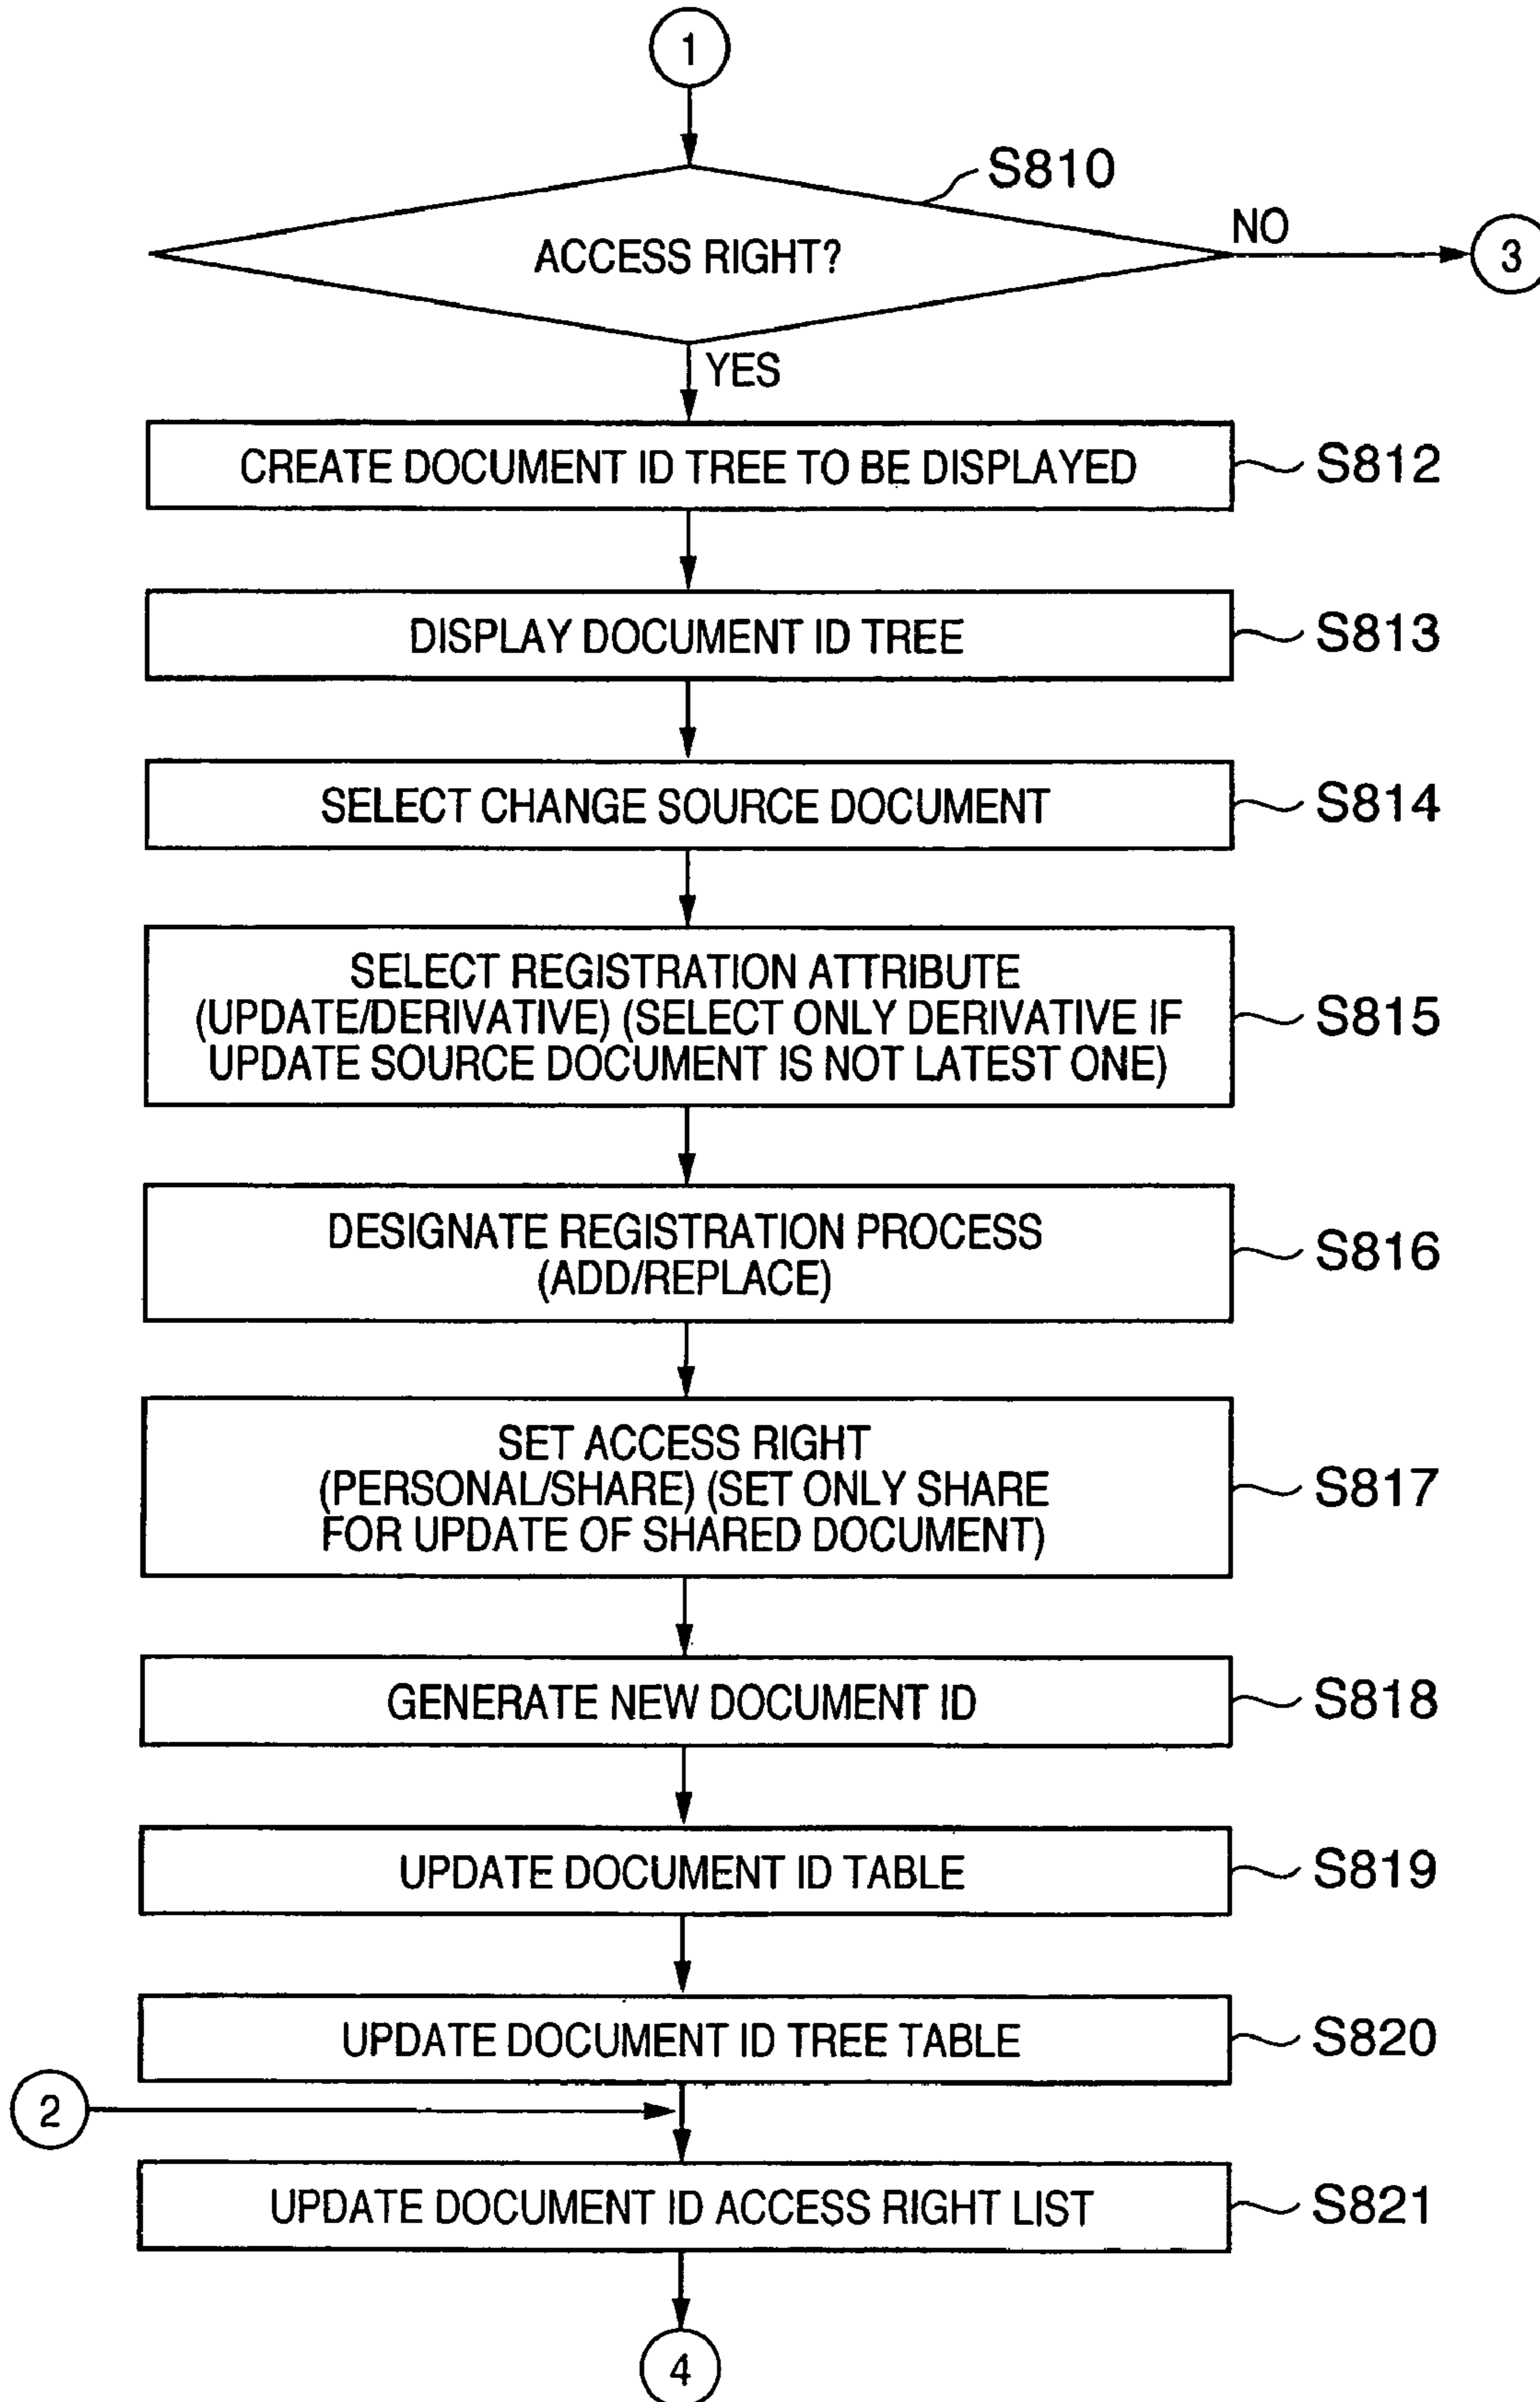 1
S810
ACCESS RIGHT?
NO
3
YES
CREATE DOCUMENT ID TREE TO BE DISPLAYED
S812
DISPLAY DOCUMENT ID TREE
S813
SELECT CHANGE SOURCE DOCUMENT
S814
SELECT REGISTRATION ATTRIBUTE
(UPDATE/DERIVATIVE) (SELECT ONLY DERIVATIVE IF
UPDATE SOURCE DOCUMENT IS NOT LATEST ONE)
S815
DESIGNATE REGISTRATION PROCESS
(ADD/REPLACE)
S816
SET ACCESS RIGHT
(PERSONAL/SHARE) (SET ONLY SHARE
FOR UPDATE OF SHARED DOCUMENT)
S817
GENERATE NEW DOCUMENT ID
S818
UPDATE DOCUMENT ID TABLE
S819
UPDATE DOCUMENT ID TREE TABLE
S820
2
UPDATE DOCUMENT ID ACCESS RIGHT LIST
S821
4